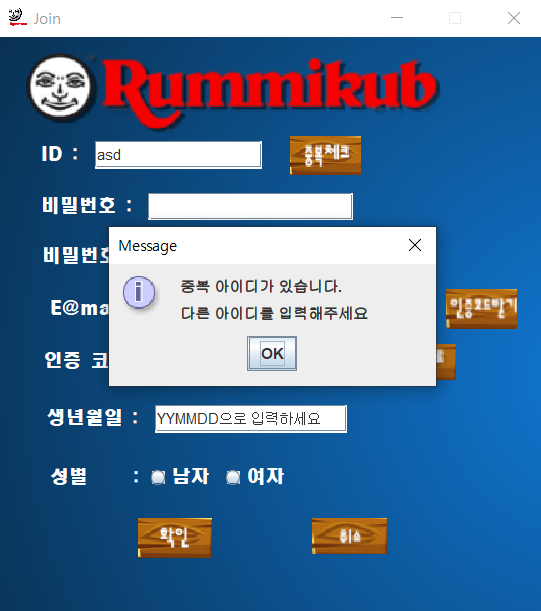 Join
Rummikub
ID : asd 중복체크
비밀번호 :
비밀번호
Message
중복 아이디가 있습니다.
다른 아이디를 입력해주세요
OK
E@ma
인증코드받기
인증 코
생년월일 : YYMMDD으로 입력하세요
성별 : 남자 여자
확인 취소